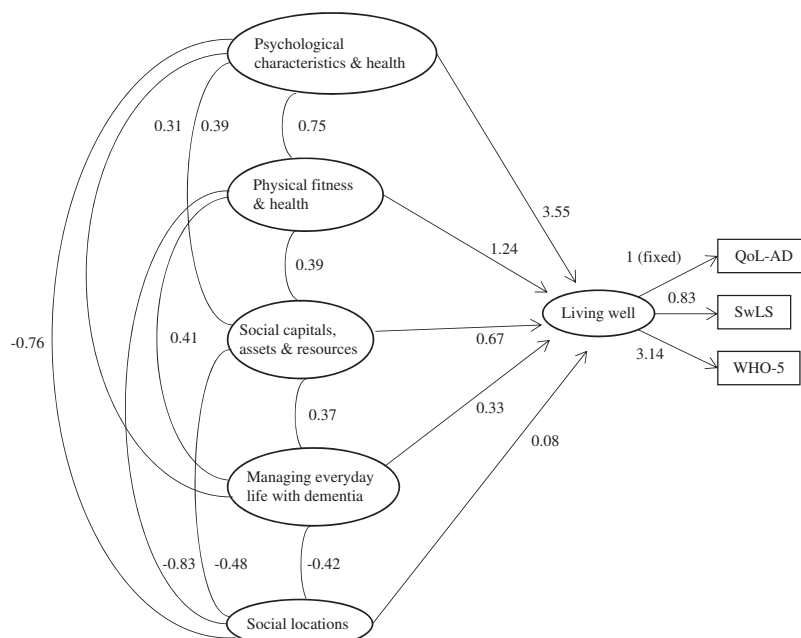 Psychological
characteristics & health
0.31 0.39
0.75
Physical fitness
& health
3.55
1.24
1 (fixed)
QoL-AD
0.39
0.83
SwLS
Living well
Social capitals,
assets & resources
-0.76
0.41
0.67
3.14
WHO-5
0.37
0.33
0.08
Managing everyday
life with dementia
-0.83
-0.48
-0.42
Social locations